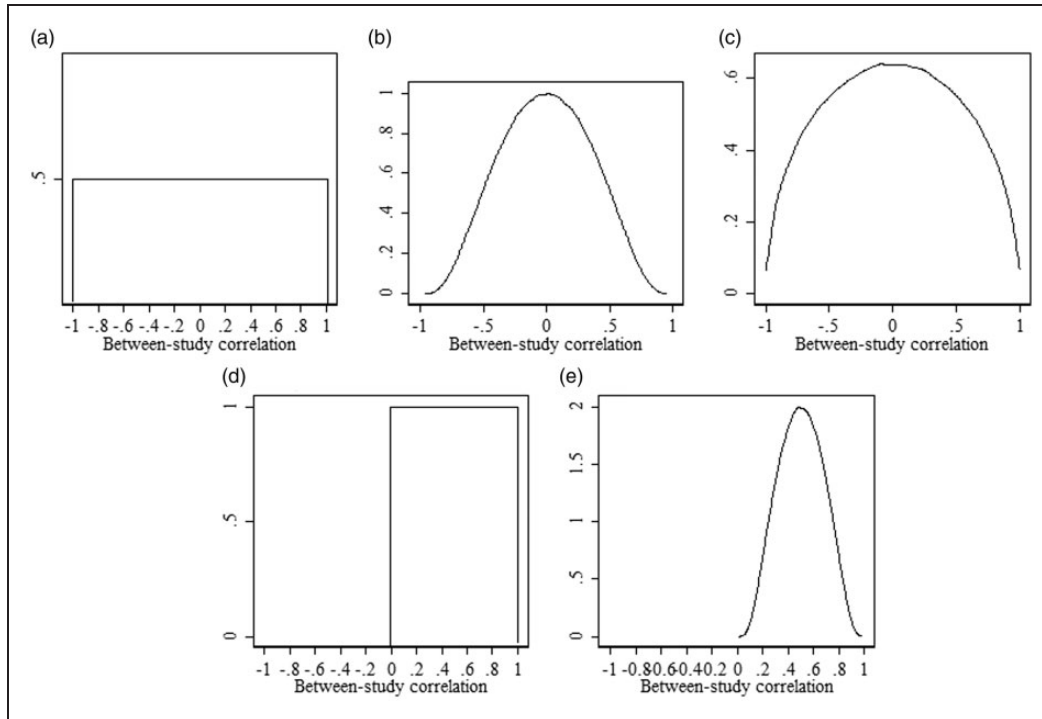 (a)
.5
-1 -.8 -.6 -.4 -.2 0 .2 .4 .6 .8 1
Between-study correlation
(b)
1
.8
.6
.4
.2
0
-1 -.5 0 .5 1
Between-study correlation
(c)
.6
.4
.2
0
-1 -.5 0 .5 1
Between-study correlation
(d)
1
.5
0
-1 -.8 -.6 -.4 -.2 0 .2 .4 .6 .8 1
Between-study correlation
(e)
2
1.5
1
.5
0
-1 -0.8-0.6-0.4-0.2 0 .2 .4 .6 .8 1
Between-study correlation